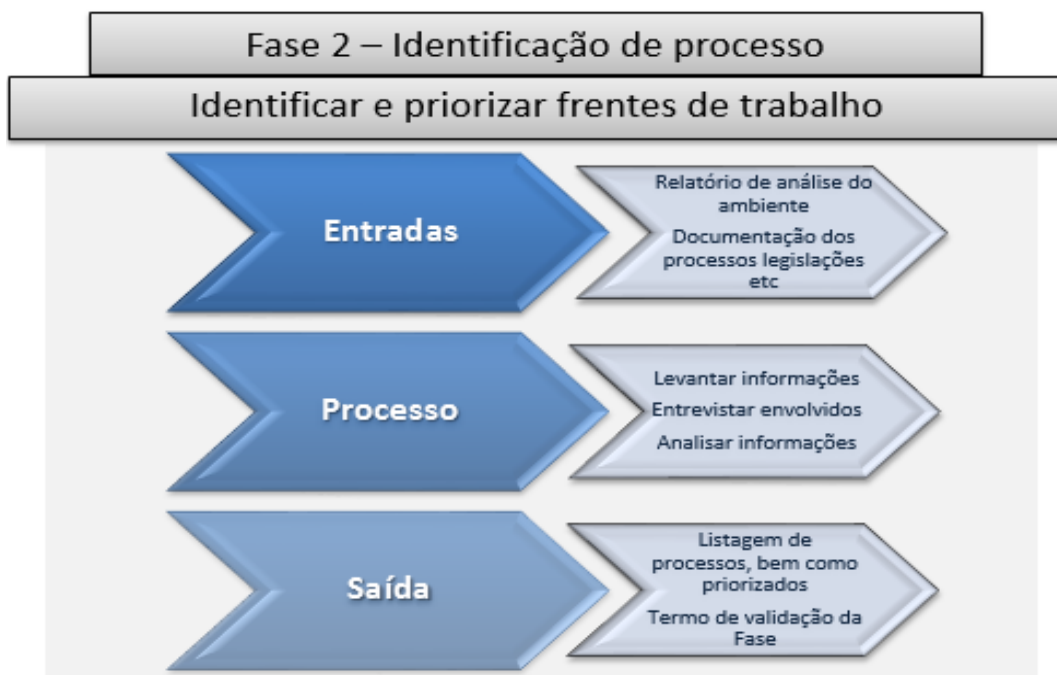 Fase 2 – Identificação de processo
Identificar e priorizar frentes de trabalho
Entradas
Relatório de análise do
ambiente
Documentação dos
processos legislações
etc
Processo
Levantar informações
Entrevistar envolvidos
Analisar informações
Saída
Listagem de
processos, bem como
priorizados
Termo de validação da
Fase